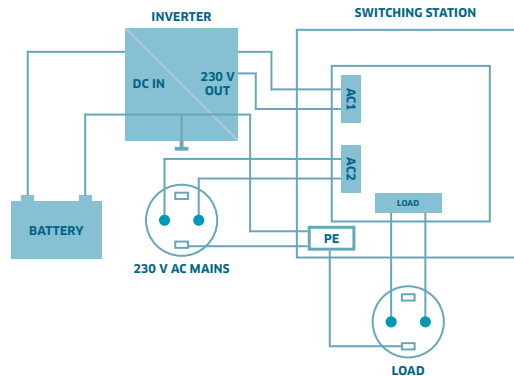 INVERTER
SWITCHING STATION
DC IN
230 V
OUT
AC1
AC2
LOAD
BATTERY
PE
230 V AC MAINS
LOAD